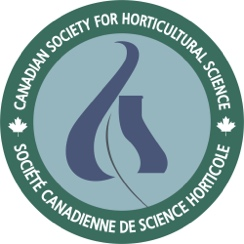 CANADIAN SOCIETY FOR HORTICULTURAL SCIENCE
SOCIÉTÉ CANADIENNE DE SCIENCE HORTICOLE